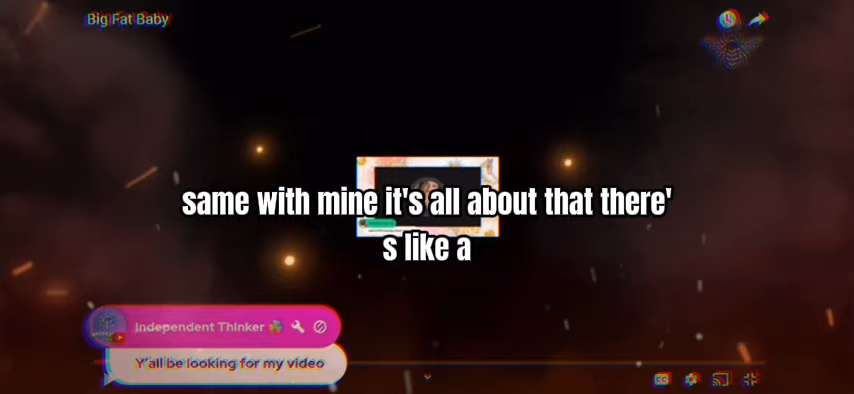 Big Fat Baby
same with mine it's all about that there'
s like a
Independent Thinker
Y'all be looking for my video
CC